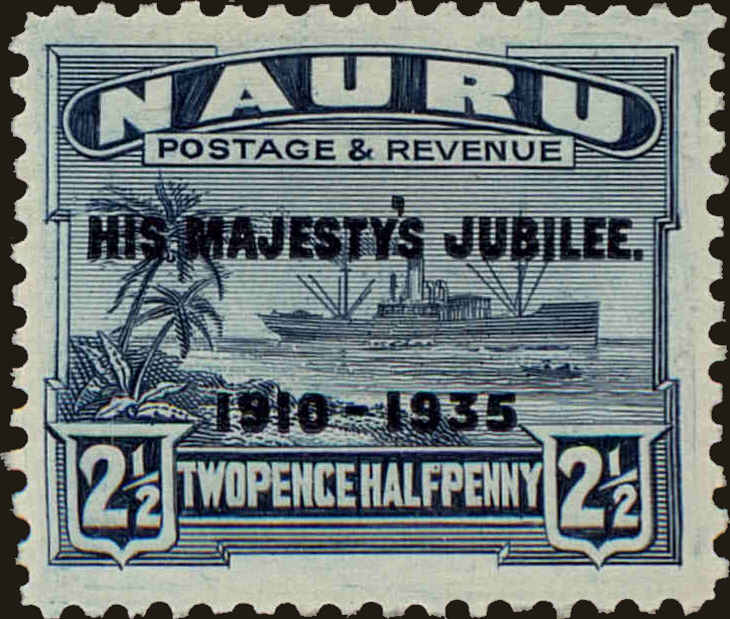 NAURU
POSTAGE & REVENUE
HIS MAJESTY'S JUBILEE.
1910-1935
2½ TWOPENCE HALFPENNY 2½